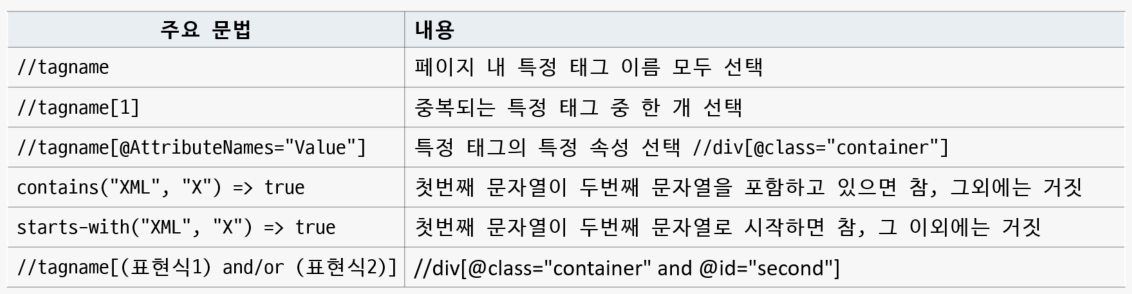 주요 문법 내용
//tagname 페이지 내 특정 태그 이름 모두 선택
//tagname[1] 중복되는 특정 태그 중 한 개 선택
//tagname[@AttributeNames="Value"] 특정 태그의 특정 속성 선택 //div[@class="container"]
contains("XML", "X") => true 첫번째 문자열이 두번째 문자열을 포함하고 있으면 참, 그외에는 거짓
starts-with("XML", "X") => true 첫번째 문자열이 두번째 문자열로 시작하면 참, 그 이외에는 거짓
//tagname[(표현식1) and/or (표현식2)] //div[@class="container" and @id="second"]